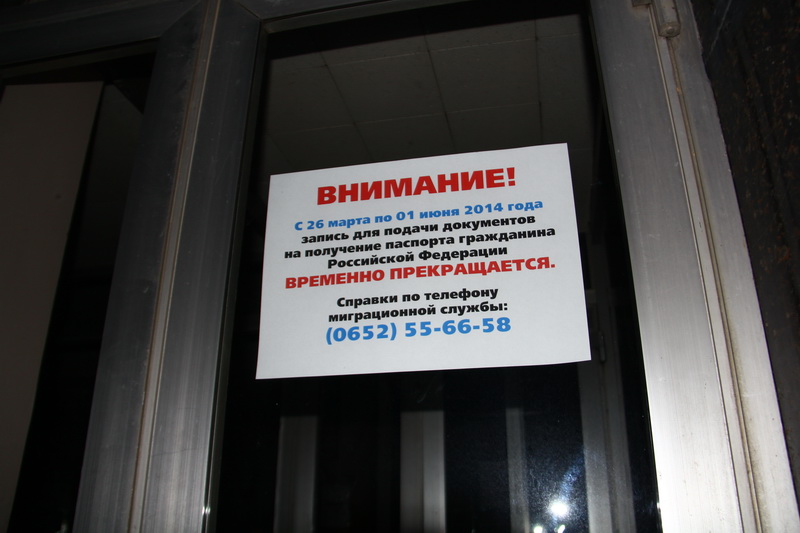 ВНИМАНИЕ!
С 26 марта по 01 июня 2014 года
запись для подачи документов
на получение паспорта гражданина
Российской Федерации
ВРЕМЕННО ПРЕКРАЩАЕТСЯ.
Справки по телефону
миграционной службы:
(0652) 55-66-58